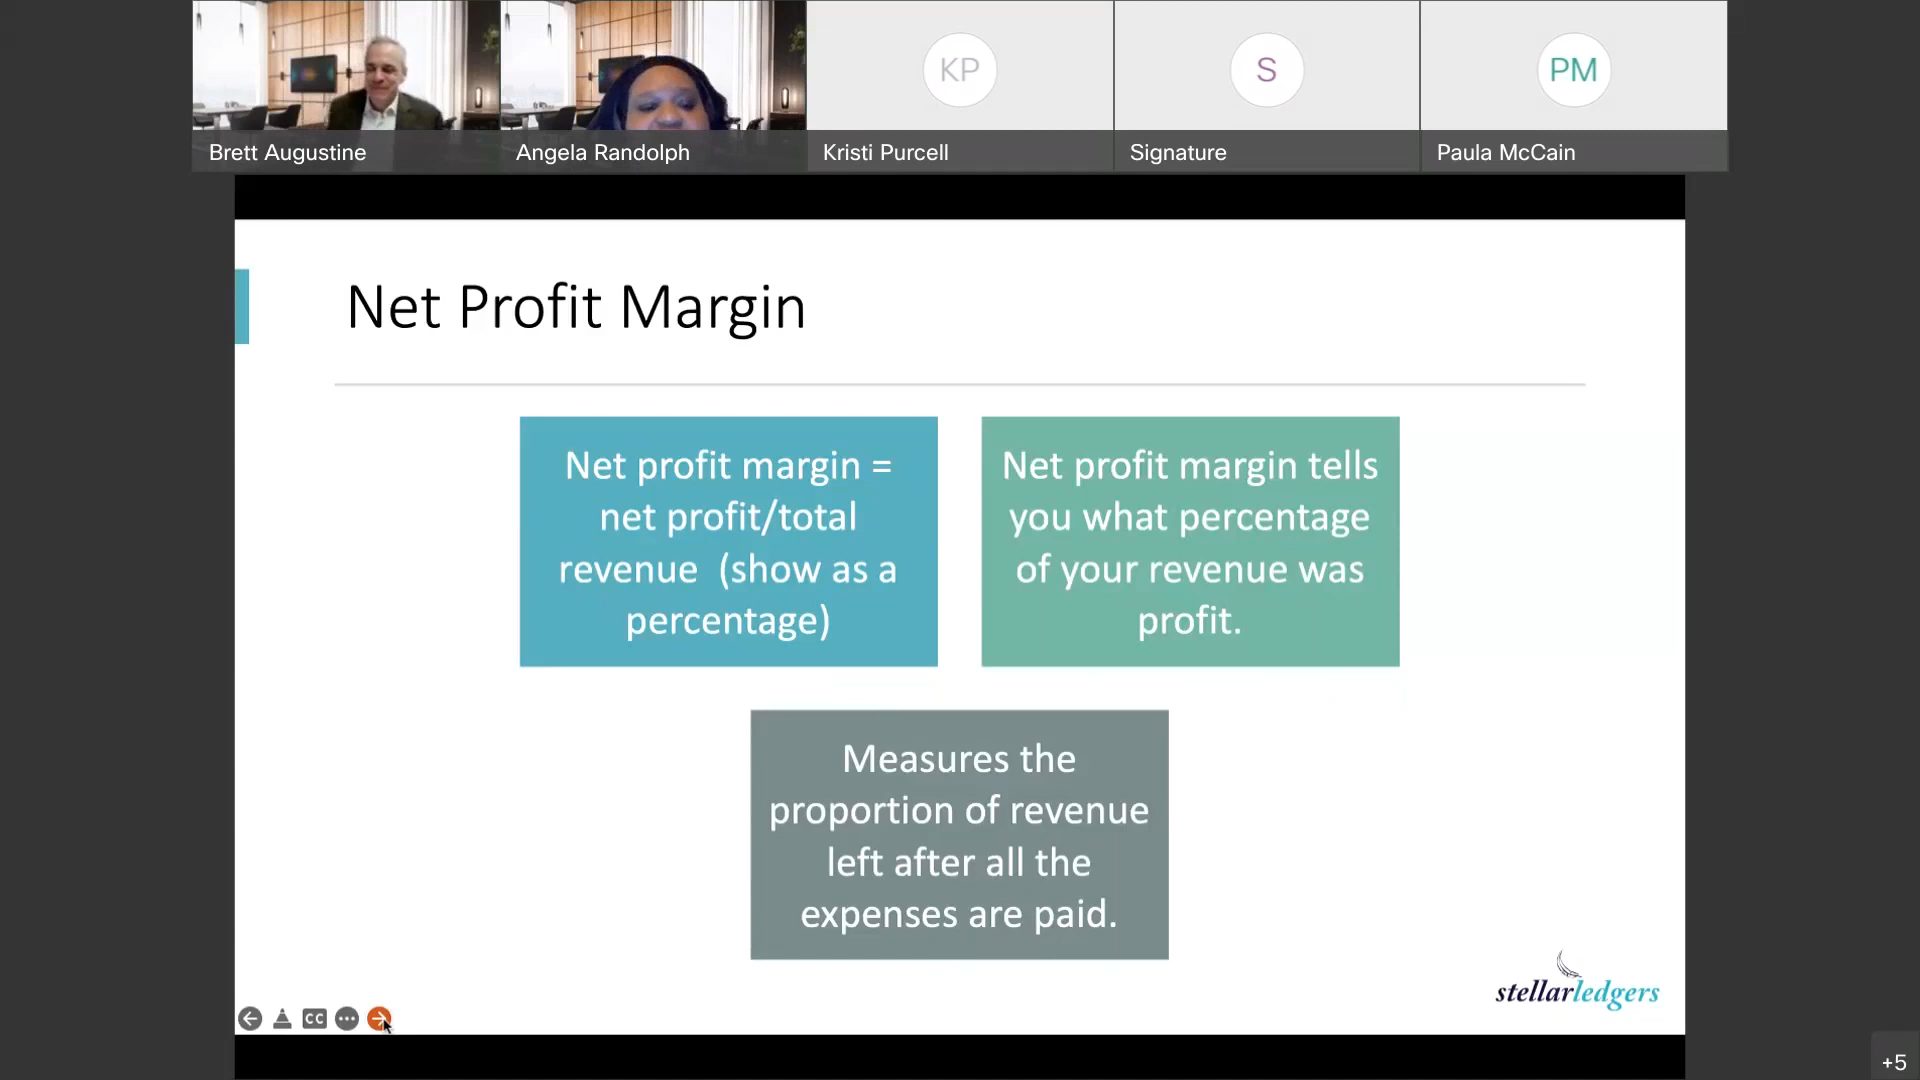 KP
S
PM
Brett Augustine
Angela Randolph
Kristi Purcell
Signature
Paula McCain
Net Profit Margin
Net profit margin =
net profit/total
revenue  (show as a
percentage)
Net profit margin tells
you what percentage
of your revenue was
profit.
Measures the
proportion of revenue
left after all the
expenses are paid.
stellarledgers
CC
+5